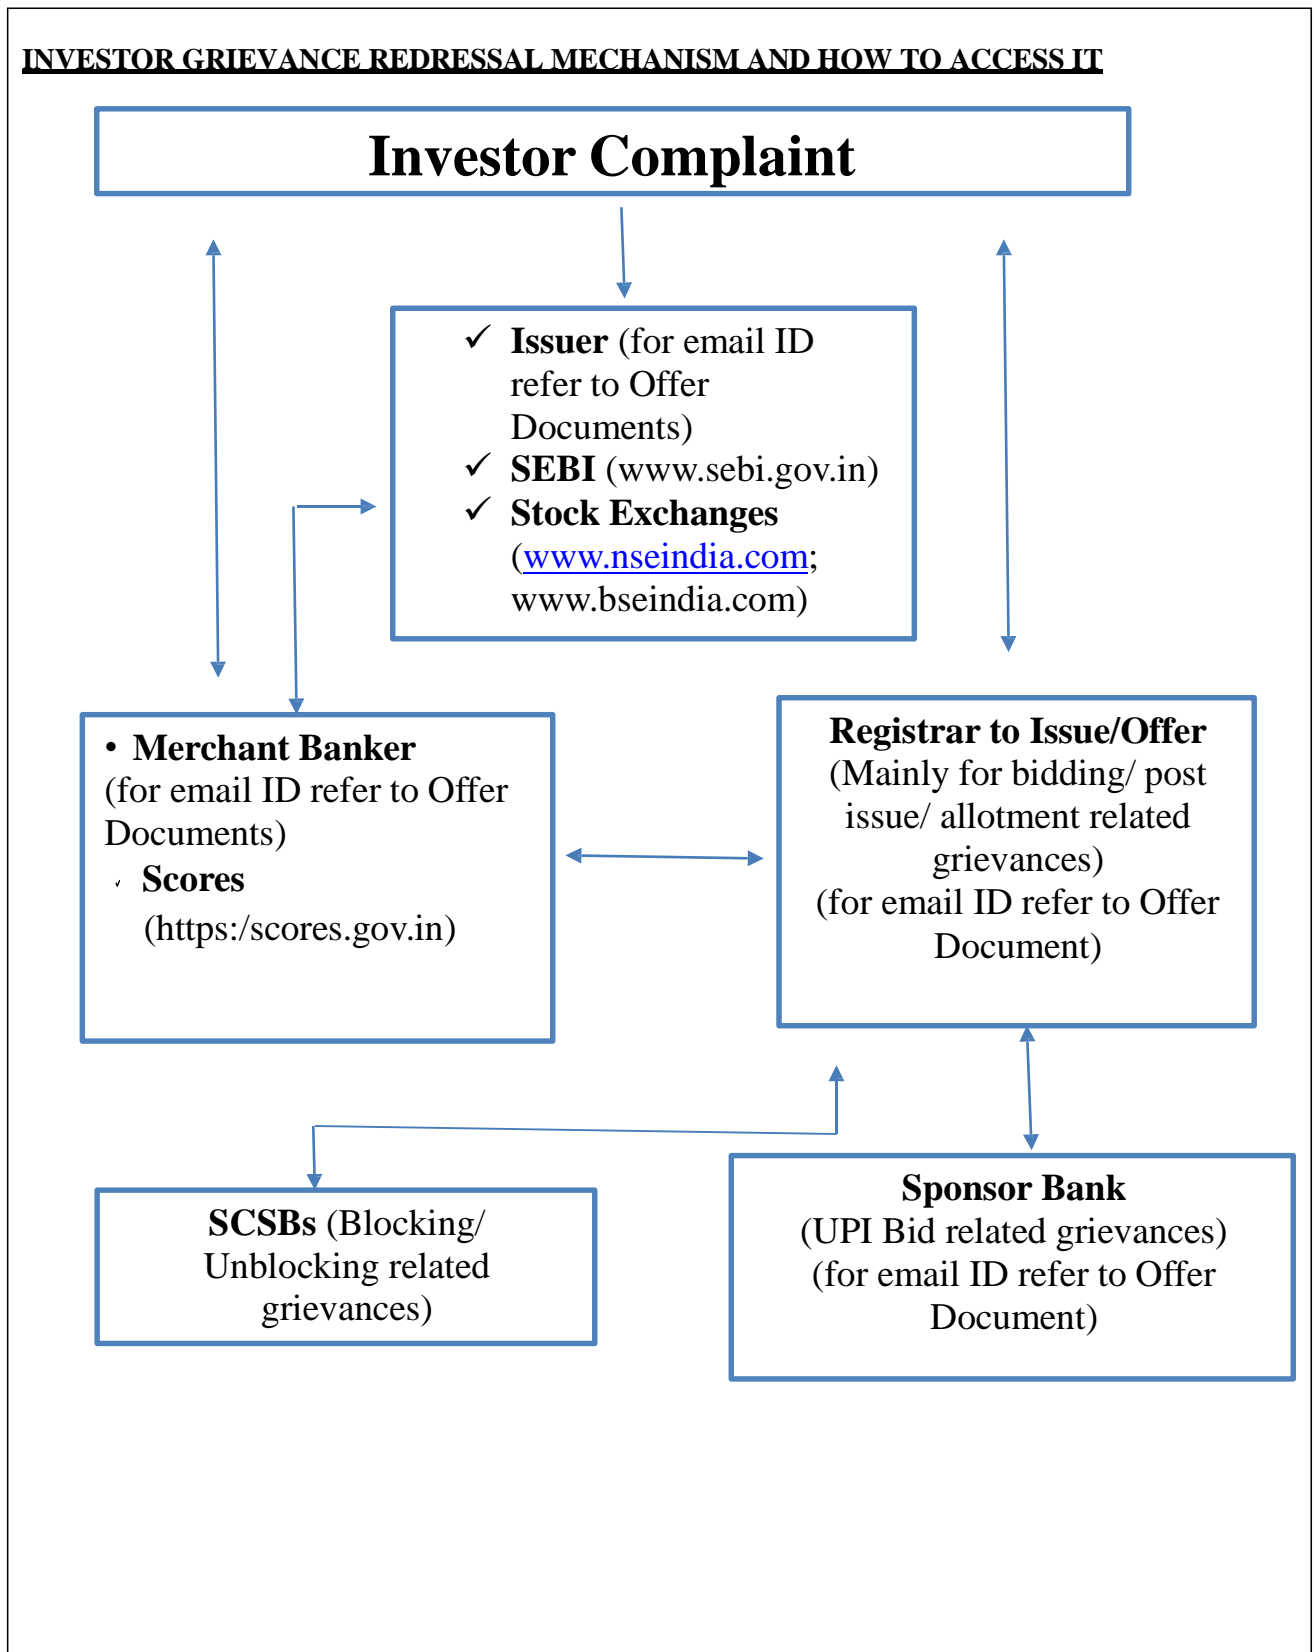 INVESTOR GRIEVANCE REDRESSAL MECHANISM AND HOW TO ACCESS IT
Investor Complaint
✓ Issuer (for email ID
refer to Offer
Documents)
✓ SEBI (www.sebi.gov.in)
✓ Stock Exchanges
(www.nseindia.com;
www.bseindia.com)
• Merchant Banker
(for email ID refer to Offer
Documents)
✓ Scores
(https:/scores.gov.in)
Registrar to Issue/Offer
(Mainly for bidding/ post
issue/ allotment related
grievances)
(for email ID refer to Offer
Document)
SCSBs (Blocking/
Unblocking related
grievances)
Sponsor Bank
(UPI Bid related grievances)
(for email ID refer to Offer
Document)